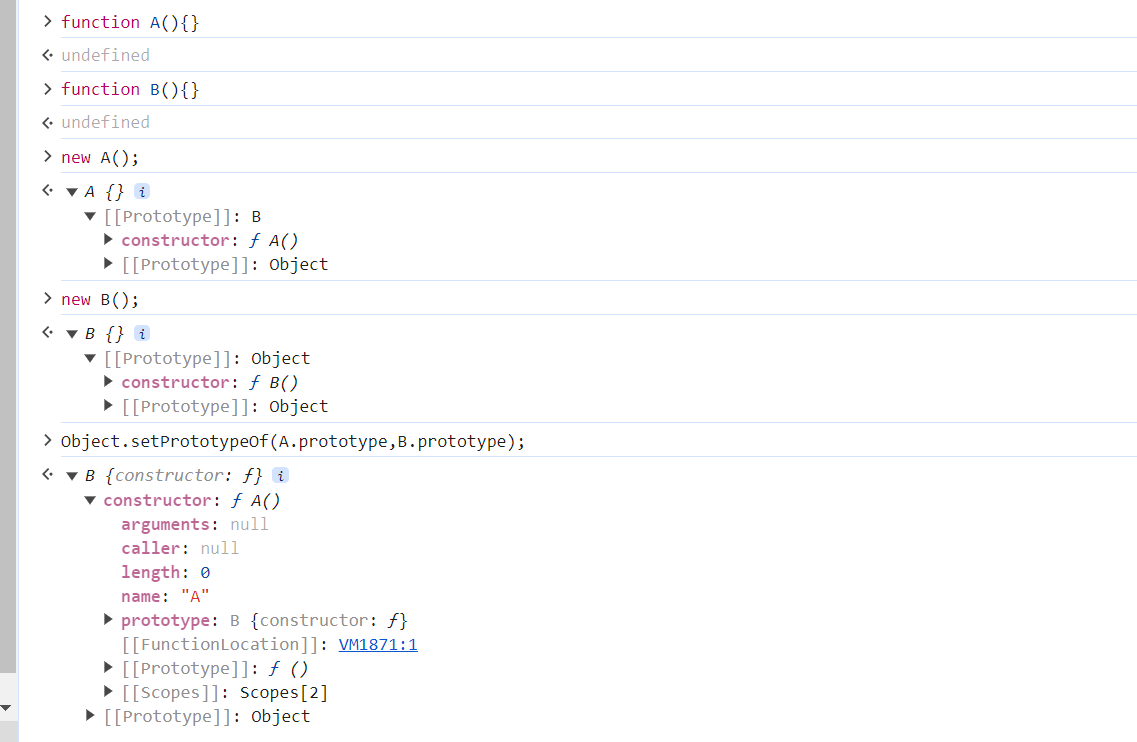 > function A(){}
<· undefined
> function B(){}
<· undefined
> new A();
<· ▼ A {} i
▼ [[Prototype]]: B
▶ constructor: ƒ A()
▶ [[Prototype]]: Object
> new B();
<· ▼ B {} i
▼ [[Prototype]]: Object
▶ constructor: ƒ B()
▶ [[Prototype]]: Object
> Object.setPrototypeOf(A.prototype,B.prototype);
<· ▼ B {constructor: ƒ} i
▼ constructor: ƒ A()
arguments: null
caller: null
length: 0
name: "A"
▶ prototype: B {constructor: ƒ}
[[FunctionLocation]]: VM1871:1
▶ [[Prototype]]: ƒ ()
▶ [[Scopes]]: Scopes[2]
▶ [[Prototype]]: Object